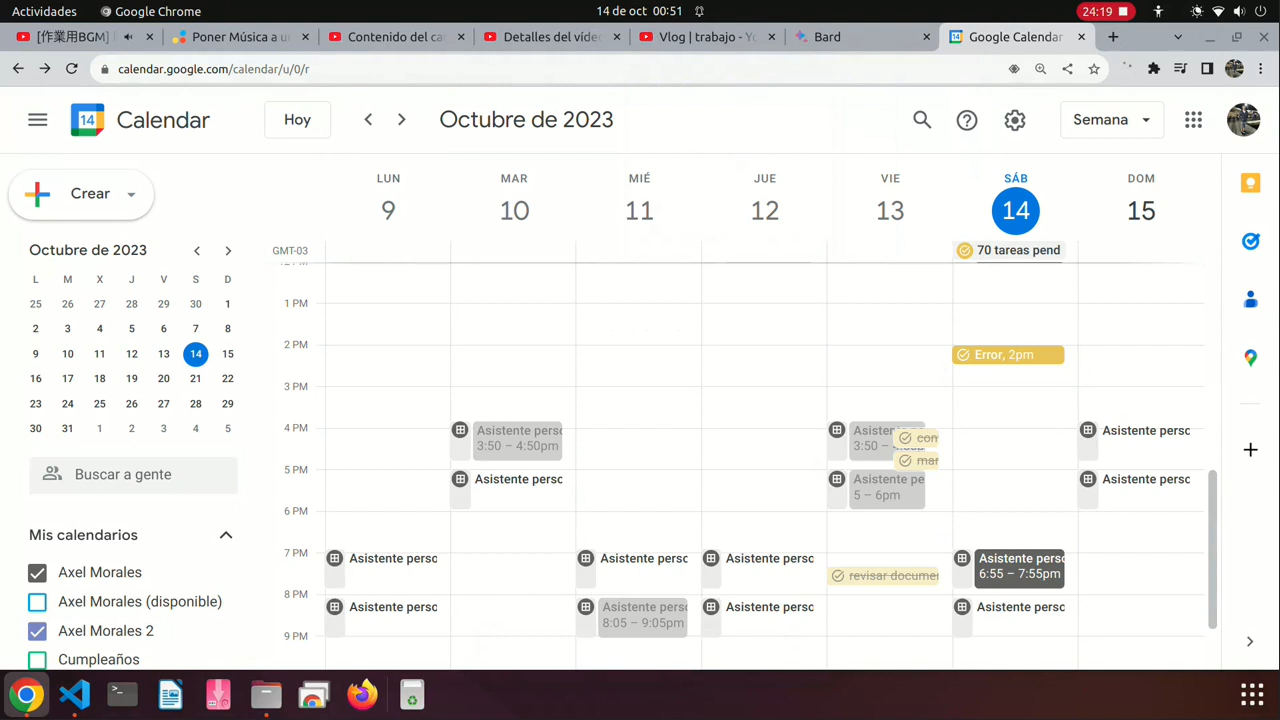 Actividades
Google Chrome
14 de oct 00:51
24:19
[作業用BGM]
Poner Música a u
Contenido del ca
Detalles del víde
Vlog | trabajo - Yo
Bard
Google Calendar
calendar.google.com/calendar/u/0/r
14
Calendar
Hoy
Octubre de 2023
Semana
Crear
LUN
MAR
MIÉ
JUE
VIE
SÁB
DOM
9
10
11
12
13
14
15
Octubre de 2023
GMT-03
70 tareas pend
L M X J V S D
25 26 27 28 29 30 1
2 3 4 5 6 7 8
9 10 11 12 13 14 15
16 17 18 19 20 21 22
23 24 25 26 27 28 29
30 31 1 2 3 4 5
Buscar a gente
Mis calendarios
Axel Morales
Axel Morales (disponible)
Axel Morales 2
Cumpleaños
1 PM
2 PM
Error, 2pm
3 PM
4 PM
Asistente perso
3:50 – 4:50pm
Asistente pe
3:50 –
con
mar
Asistente perso
5 PM
Asistente perso
Asistente pe
5 – 6pm
Asistente perso
6 PM
7 PM
Asistente perso
Asistente perso
Asistente perso
revisar docume
Asistente perso
6:55 – 7:55pm
8 PM
Asistente perso
Asistente perso
8:05 – 9:05pm
Asistente perso
Asistente perso
9 PM